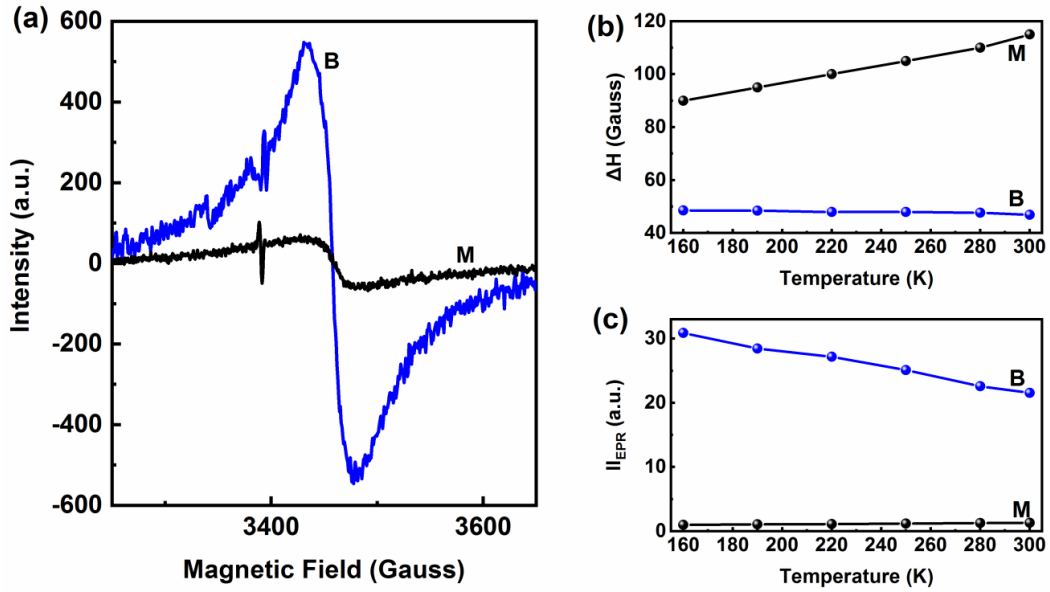 (a)
600
400
200
0
-200
-400
-600
Intensity (a.u.)
B
M
3400
3600
Magnetic Field (Gauss)
(b)
120
100
80
60
40
ΔH (Gauss)
M
B
160 180 200 220 240 260 280 300
Temperature (K)
(c)
30
20
10
0
II_EPR (a.u.)
B
M
160 180 200 220 240 260 280 300
Temperature (K)